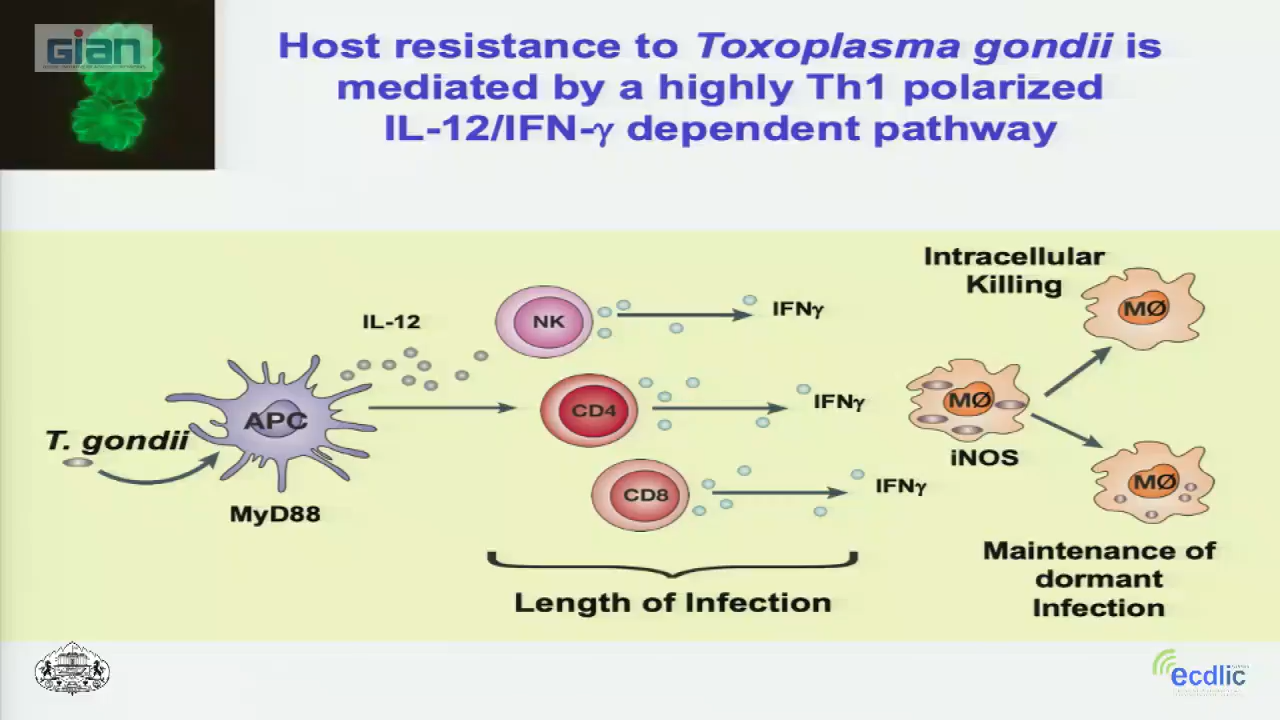 GiAN
Host resistance to Toxoplasma gondii is
mediated by a highly Th1 polarized
IL-12/IFN-γ dependent pathway
Intracellular
Killing
MØ
IL-12
NK
IFNγ
APC
CD4
IFNγ
MØ
T. gondii
iNOS
MyD88
CD8
IFNγ
MØ
Length of Infection
Maintenance of
dormant
Infection
ecdlic